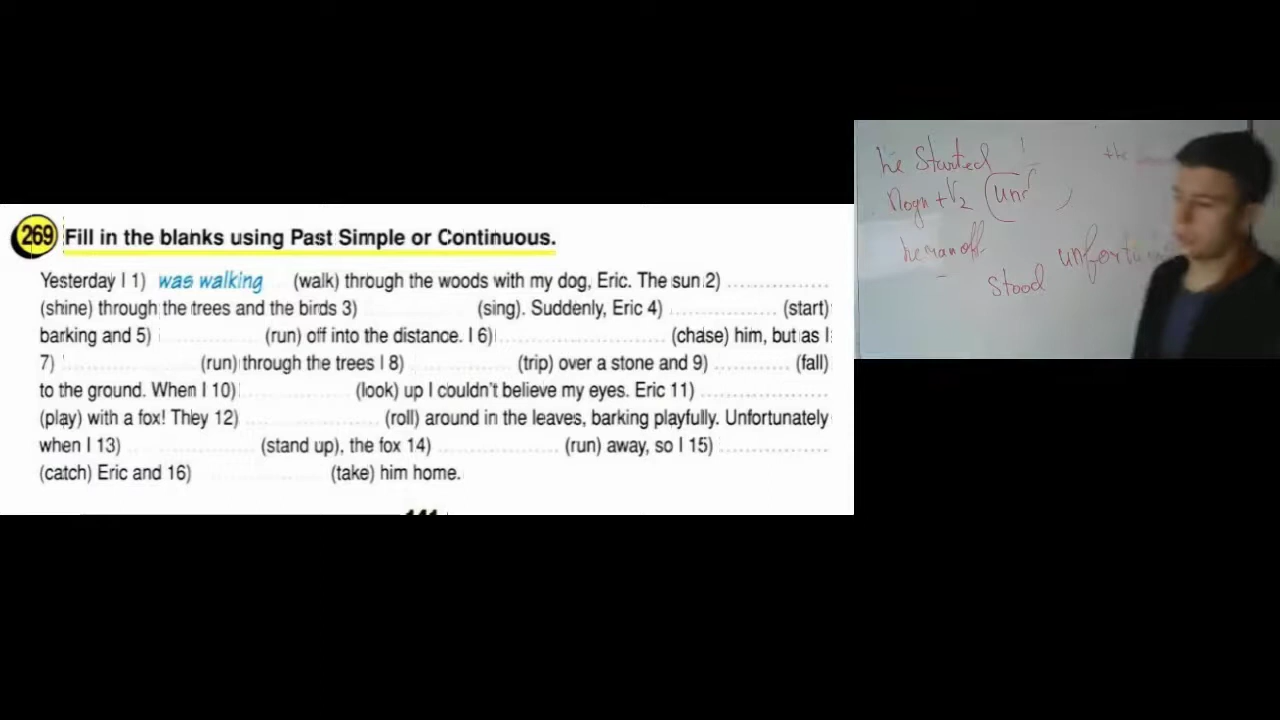 269 Fill in the blanks using Past Simple or Continuous.
Yesterday I 1) was walking (walk) through the woods with my dog, Eric. The sun 2) ..................
(shine) through the trees and the birds 3) (sing). Suddenly, Eric 4) .................. (start)
barking and 5) .................. (run) off into the distance. I 6) .................. (chase) him, but as I
7) .................. (run) through the trees I 8) .................. (trip) over a stone and 9) .................. (fall)
to the ground. When I 10) .................. (look) up I couldn't believe my eyes. Eric 11) ..................
(play) with a fox! They 12) .................. (roll) around in the leaves, barking playfully. Unfortunately
when I 13) .................. (stand up), the fox 14) .................. (run) away, so I 15) ..................
(catch) Eric and 16) .................. (take) him home.
he started
the
+ V2
he ran off
stood